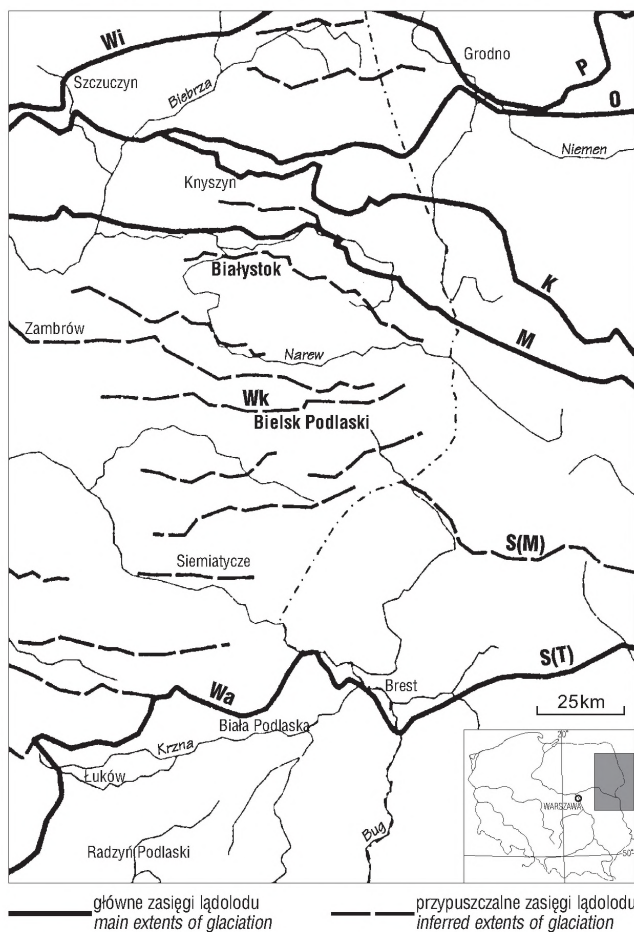 Wi
Grodno
P
Szczuczyn
Biebrza
O
Niemen
Knyszyn
Białystok
K
M
Zambrów
Narew
Wk
Bielsk Podlaski
S(M)
Siemiatycze
S(T)
Wa
Brest
25km
Biała Podlaska
20°
Krzna
Łuków
WARSZAWA
Bug
Radzyń Podlaski
50°
główne zasięgi lądolodu
main extents of glaciation
przypuszczalne zasięgi lądolodu
inferred extents of glaciation